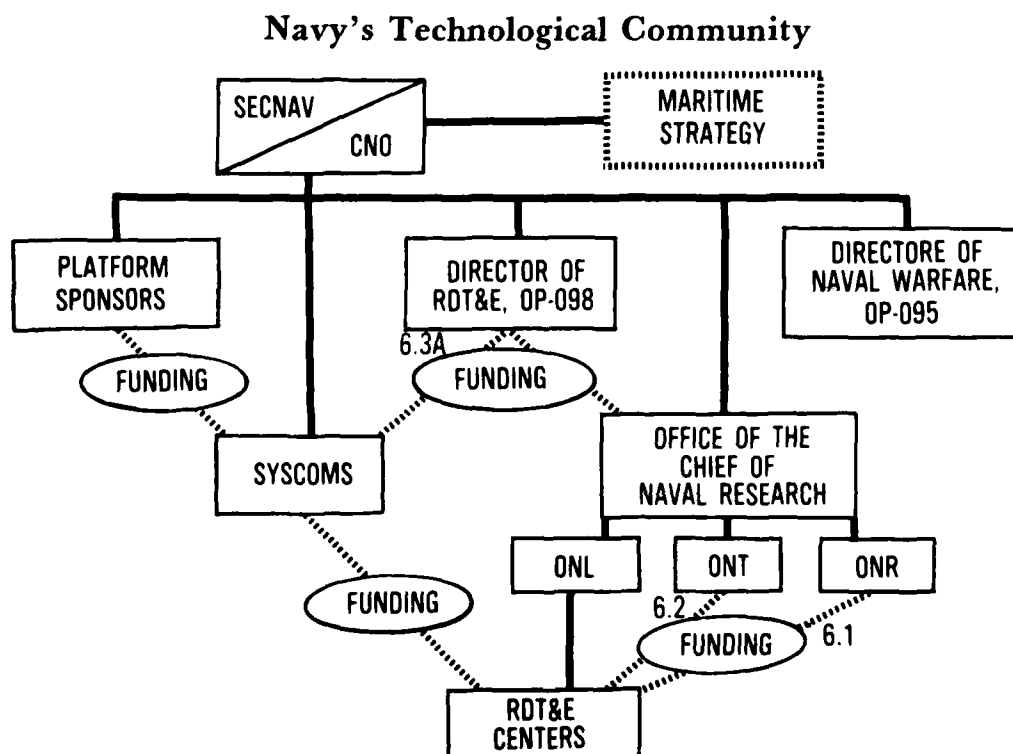 Navy's Technological Community
SECNAV
CNO
MARITIME
STRATEGY
PLATFORM
SPONSORS
DIRECTOR OF
RDT&E, OP-098
DIRECTORE OF
NAVAL WARFARE,
OP-095
6.3A
FUNDING
FUNDING
SYSCOMS
OFFICE OF THE
CHIEF OF
NAVAL RESEARCH
ONL
ONT
ONR
FUNDING
6.2
FUNDING
6.1
RDT&E
CENTERS